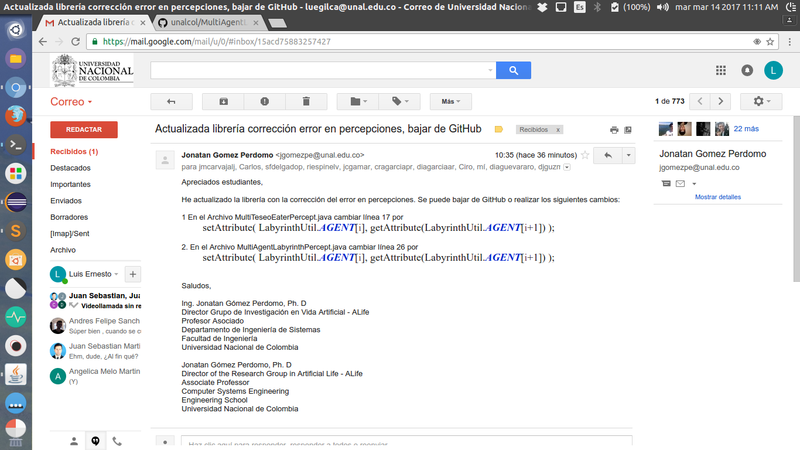 Actualizada librería corrección error en percepciones, bajar de GitHub - luegilca@unal.edu.co - Correo de Universidad Nacio
Es
(100%)
mar mar 14 2017 11:11 AM
Actualizada librería c
unalcol/MultiAgentL
https://mail.google.com/mail/u/0/#inbox/15acd75883257427
UNIVERSIDAD
NACIONAL
DE COLOMBIA
L
Correo
Más
1 de 773
REDACTAR
Recibidos (1)
Destacados
Importantes
Enviados
Borradores
[Imap]/Sent
Archivo
L
Luis Ernesto
Juan Sebastian, Jua
Videollamada sin re
Andres Felipe Sanch
Súper bien , cuando se c
Juan Sebastian Marti
Ehm, dude, ¿Al fin qué?
A
Angelica Melo Martin
(Y)
Actualizada librería corrección error en percepciones, bajar de GitHub
Recibidos x
Jonatan Gomez Perdomo <jgomezpe@unal.edu.co>
10:35 (hace 36 minutos)
para jmcarvajalj, Carlos, sfdelgadop, riespinelv, jcgamar, cragarciapr, diagarciaar, Ciro, ml, diaguevararo, djguzm
Apreciados estudiantes,
He actualizado la librería con la corrección del error en percepciones. Se puede bajar de GitHub o realizar los siguientes cambios:
1 En el Archivo MultiTeseoEaterPercept.java cambiar línea 17 por
setAttribute( LabyrinthUtil.AGENT[i], getAttribute(LabyrinthUtil.AGENT[i+1]) );
2. En el Archivo MultiAgentLabyrinthPercept.java cambiar línea 26 por
setAttribute( LabyrinthUtil.AGENT[i], getAttribute(LabyrinthUtil.AGENT[i+1]) );
Saludos,
Ing. Jonatan Gómez Perdomo, Ph. D
Director Grupo de Investigación en Vida Artificial - ALife
Profesor Asociado
Departamento de Ingeniería de Sistemas
Facultad de Ingeniería
Universidad Nacional de Colombia
Jonatan Gómez Perdomo, Ph. D
Director of the Research Group in Artificial Life - ALife
Associate Professor
Computer Systems Engineering
Engineering School
Universidad Nacional de Colombia
Haz clic aquí para responder, responder a todos o reenviar
22 más
Jonatan Gomez Perdomo
jgomezpe@unal.edu.co
Mostrar detalles